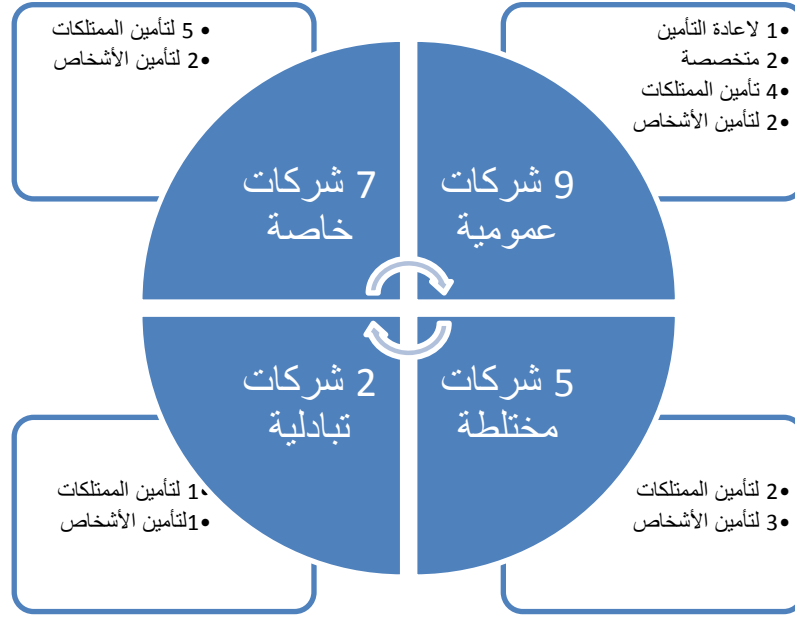 1 لاعادة التأمين
2 متخصصة
4 تأمين الممتلكات
2 لتأمين الأشخاص
5 لتأمين الممتلكات
2 لتأمين الأشخاص
9 شركات
عمومية
7 شركات
خاصة
5 شركات
مختلطة
2 شركات
تبادلية
2 لتأمين الممتلكات
3 لتأمين الأشخاص
1 لتأمين الممتلكات
1لتأمين الأشخاص